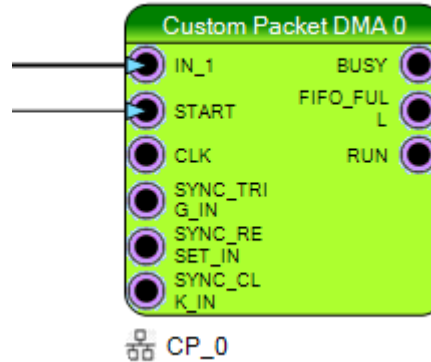 Custom Packet DMA 0
IN_1
BUSY
START
FIFO_FUL
L
CLK
RUN
SYNC_TRI
G_IN
SYNC_RE
SET_IN
SYNC_CL
K_IN
CP_0